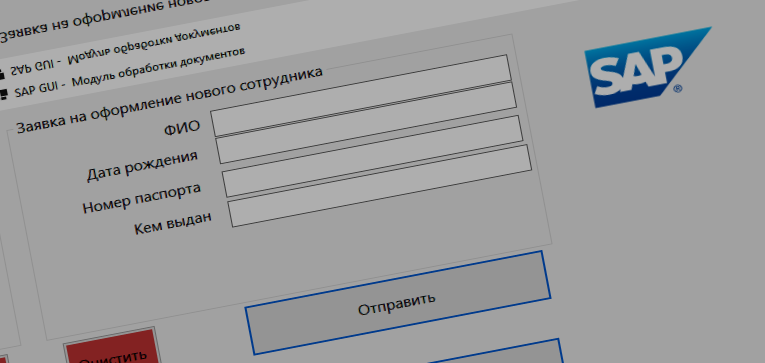 Заявка на оформление ново
SAP GUI - Модуль обработки документов
SAP GUI - Модуль обработки документов
Заявка на оформление нового сотрудника
ФИО
Дата рождения
Номер паспорта
Кем выдан
Отправить
Очистить
SAP®